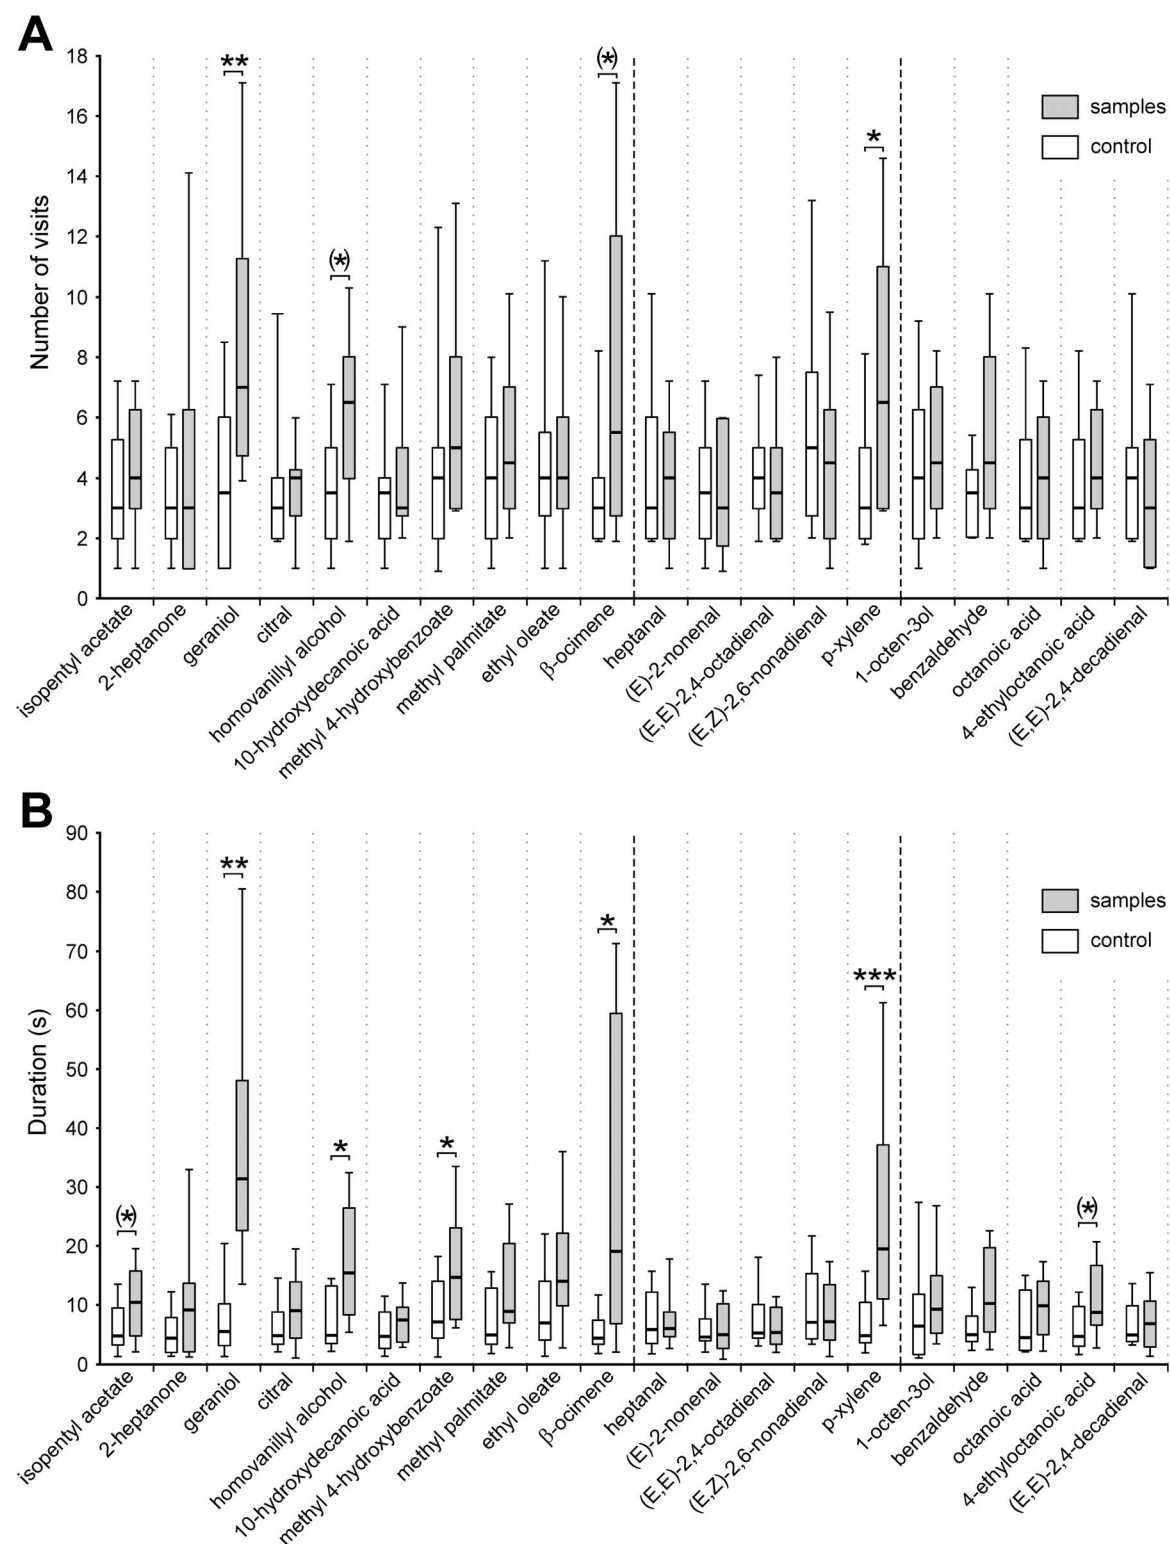 A
18
16
14
12
10
8
6
4
2
0
Number of visits
**
(*)
(*)
*
samples
control
isopentyl acetate
2-heptanone
geraniol
citral
homovanillyl alcohol
10-hydroxydecanoic acid
methyl 4-hydroxybenzoate
methyl palmitate
ethyl oleate
β-ocimene
heptanal
(E)-2-nonenal
(E,E)-2,4-octadienal
(E,Z)-2,6-nonadienal
p-xylene
1-octen-3ol
benzaldehyde
octanoic acid
4-ethyloctanoic acid
(E,E)-2,4-decadienal
B
90
80
70
60
50
40
30
20
10
0
Duration (s)
(*)
**
*
*
*
***
(*)
samples
control
isopentyl acetate
2-heptanone
geraniol
citral
homovanillyl alcohol
10-hydroxydecanoic acid
methyl 4-hydroxybenzoate
methyl palmitate
ethyl oleate
β-ocimene
heptanal
(E)-2-nonenal
(E,E)-2,4-octadienal
(E,Z)-2,6-nonadienal
p-xylene
1-octen-3ol
benzaldehyde
octanoic acid
4-ethyloctanoic acid
(E,E)-2,4-decadienal